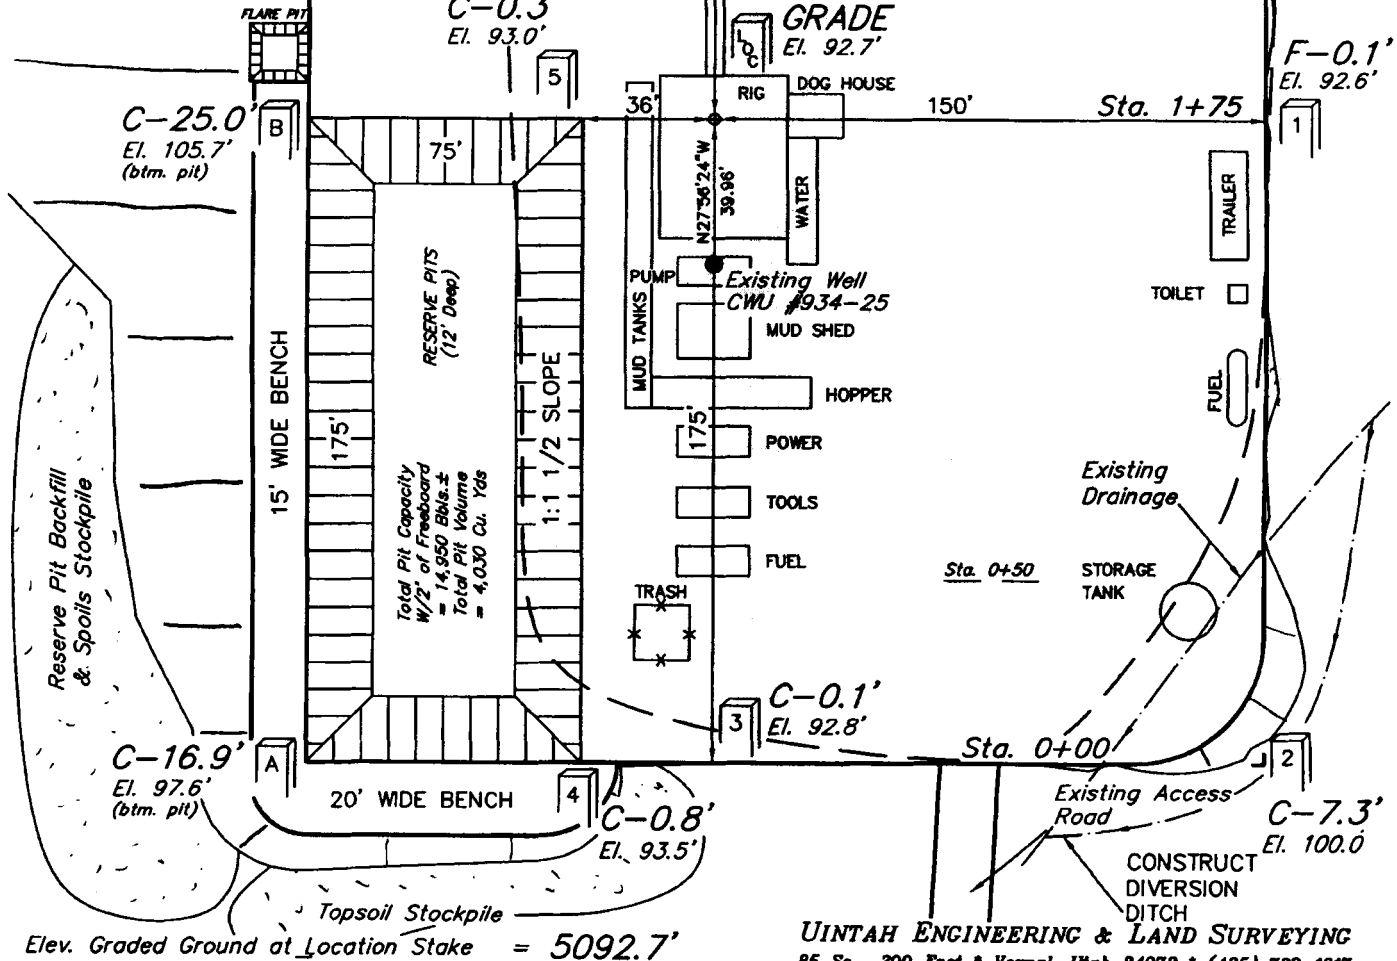 FLARE PIT
C-0.3'
El. 93.0'
GRADE
El. 92.7'
LOC
F-0.1'
El. 92.6'
5
RIG
DOG HOUSE
36'
150'
Sta. 1+75
1
C-25.0'
El. 105.7'
(btm. pit)
B
75'
N27°56'24"W
39.96'
WATER
TRAILER
RESERVE PITS
(12' Deep)
PUMP
Existing Well
CWU #934-25
TOILET
MUD TANKS
MUD SHED
15' WIDE BENCH
175'
1:1 1/2 SLOPE
HOPPER
FUEL
175'
POWER
Total Pit Capacity
W/2' of Freeboard
= 14,950 Bbls.±
Total Pit Volume
= 4,030 Cu. Yds
Existing
Drainage
TOOLS
Reserve Pit Backfill
& Spoils Stockpile
FUEL
Sta. 0+50
STORAGE
TANK
TRASH
3
C-0.1'
El. 92.8'
C-16.9'
El. 97.6'
(btm. pit)
A
Sta. 0+00
2
20' WIDE BENCH
4
C-0.8'
El. 93.5'
Existing Access
Road
C-7.3'
El. 100.0
CONSTRUCT
DIVERSION
DITCH
Topsoil Stockpile
Elev. Graded Ground at Location Stake = 5092.7'
UINTAH ENGINEERING & LAND SURVEYING